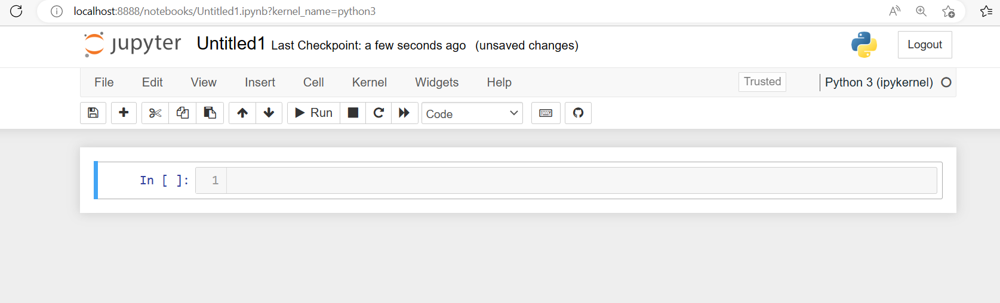 localhost:8888/notebooks/Untitled1.ipynb?kernel_name=python3
jupyter Untitled1 Last Checkpoint: a few seconds ago (unsaved changes) Logout
File Edit View Insert Cell Kernel Widgets Help Trusted Python 3 (ipykernel)
Run Code
In [ ]: 1